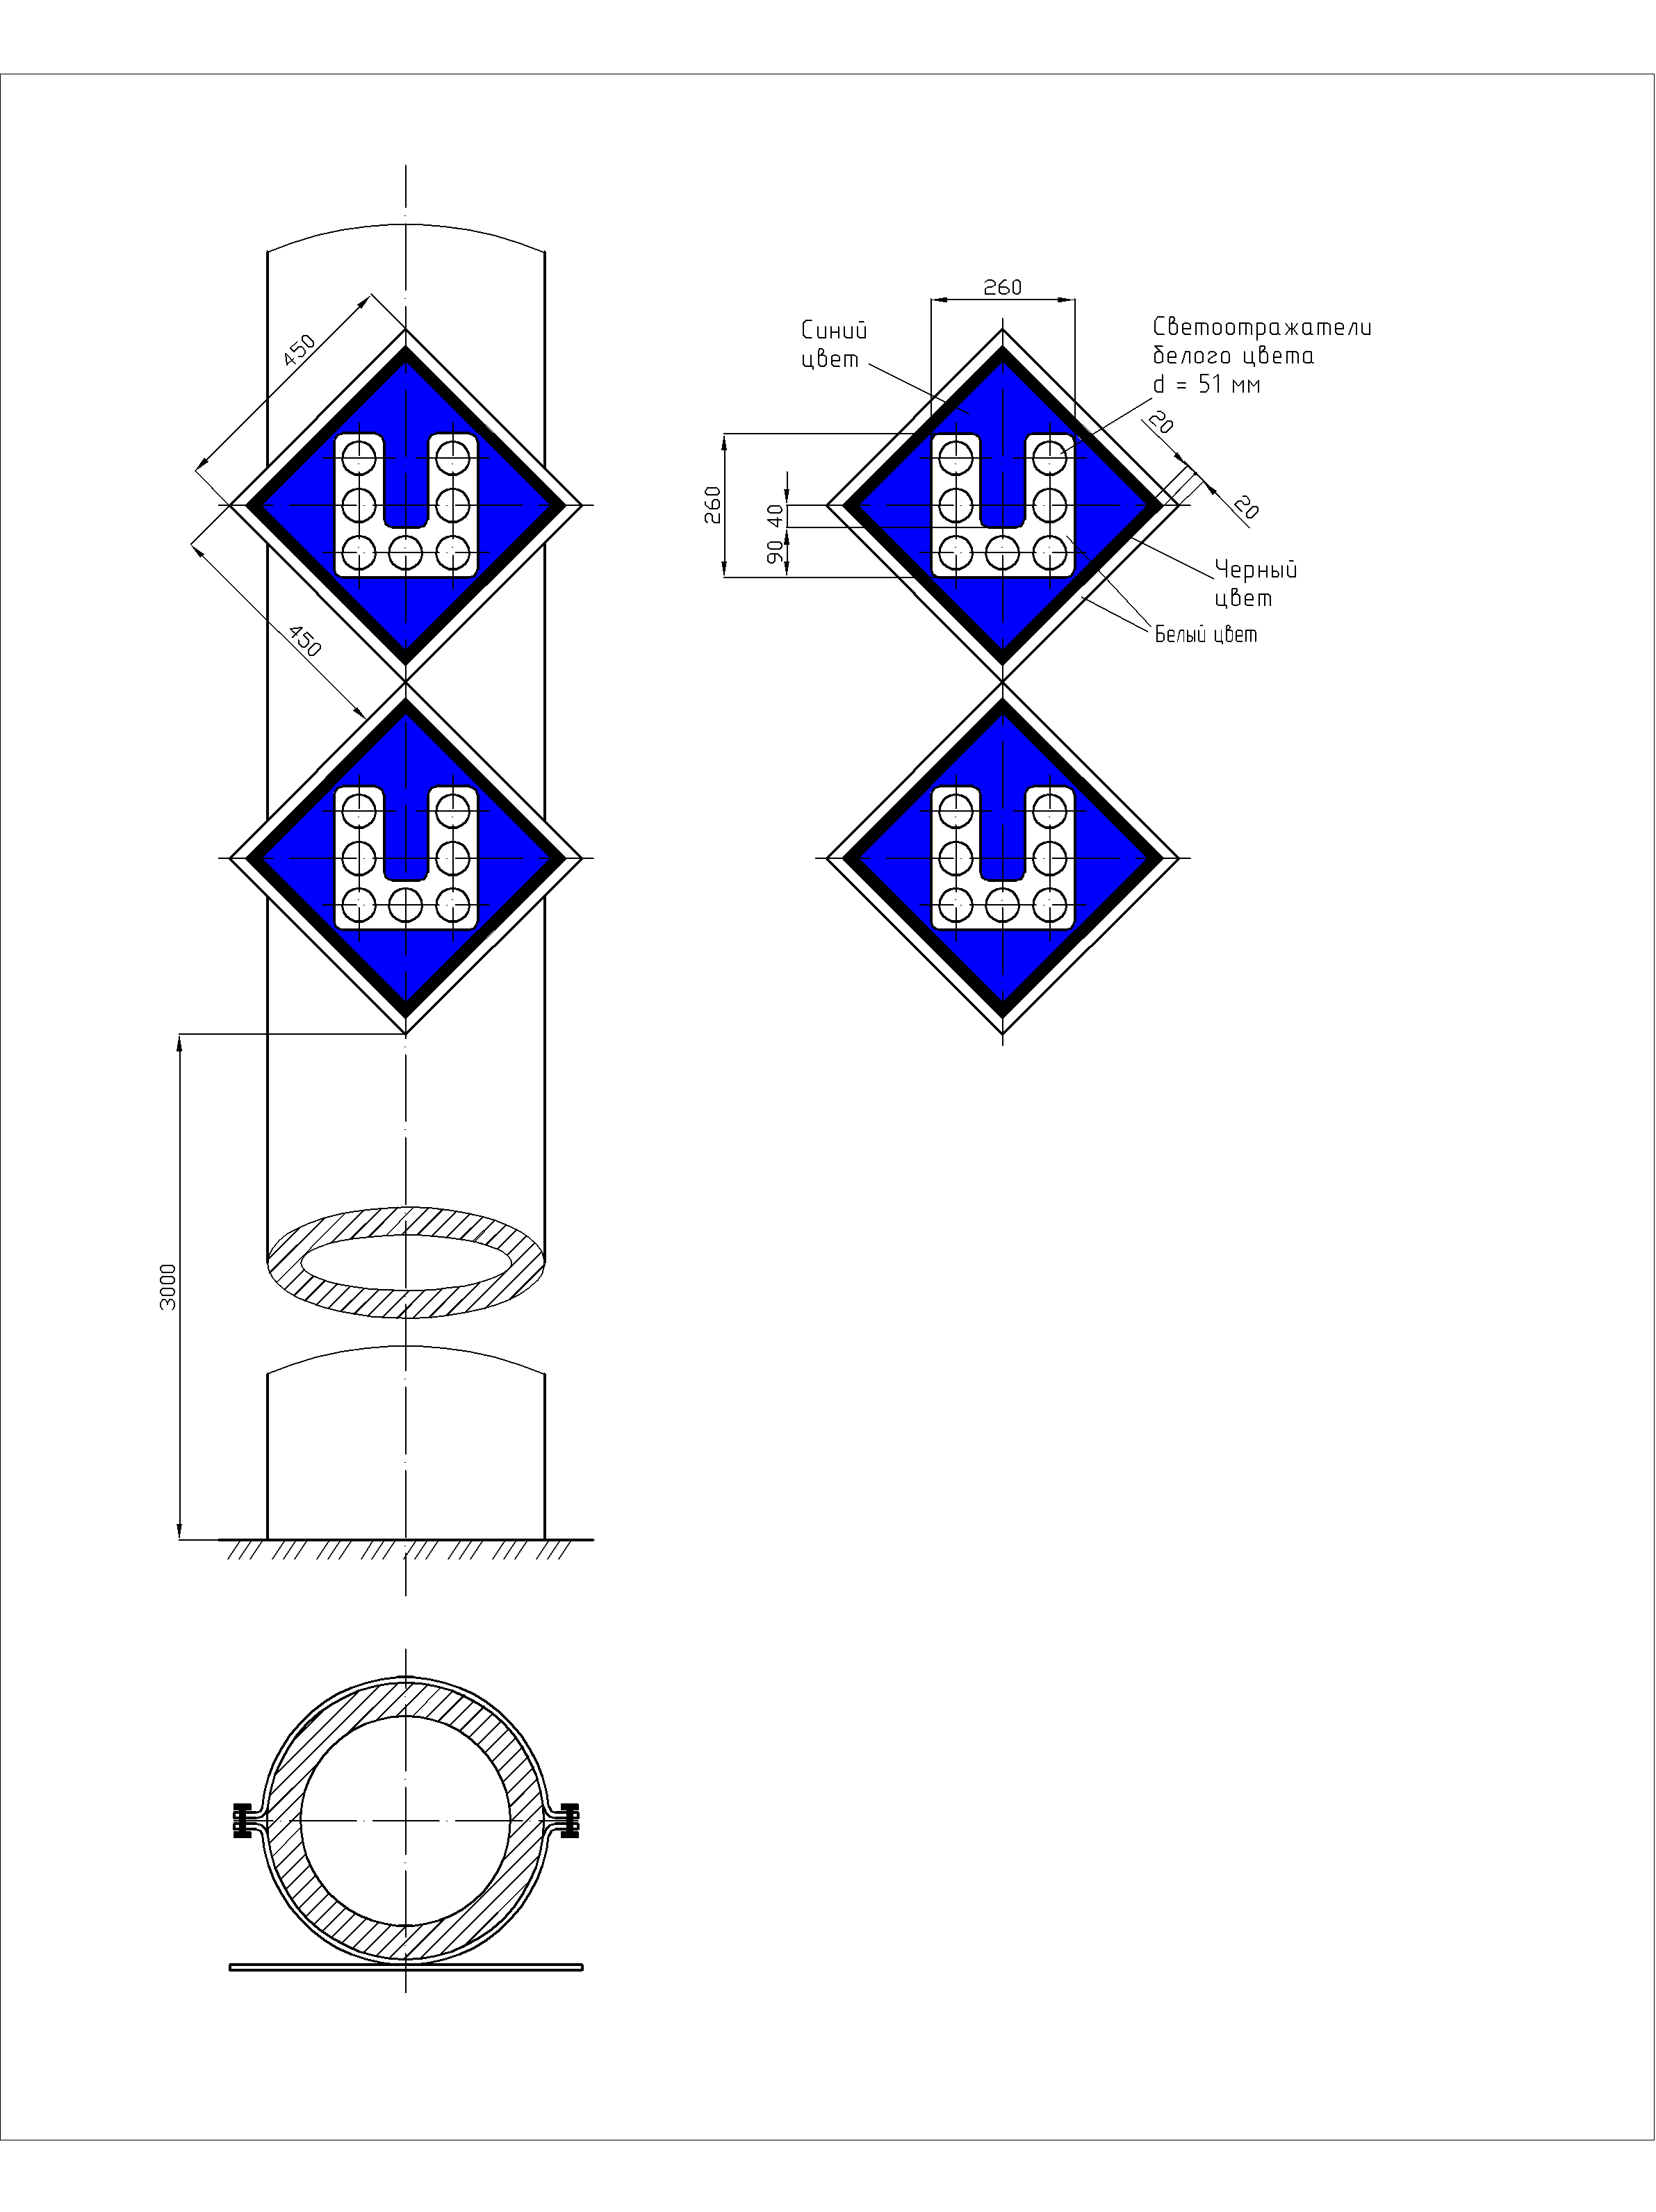 260
Синий
цвет
Светоотражатели
белого цвета
d = 51 мм
450
20
20
260
40
90
Черный
цвет
Белый цвет
450
3000